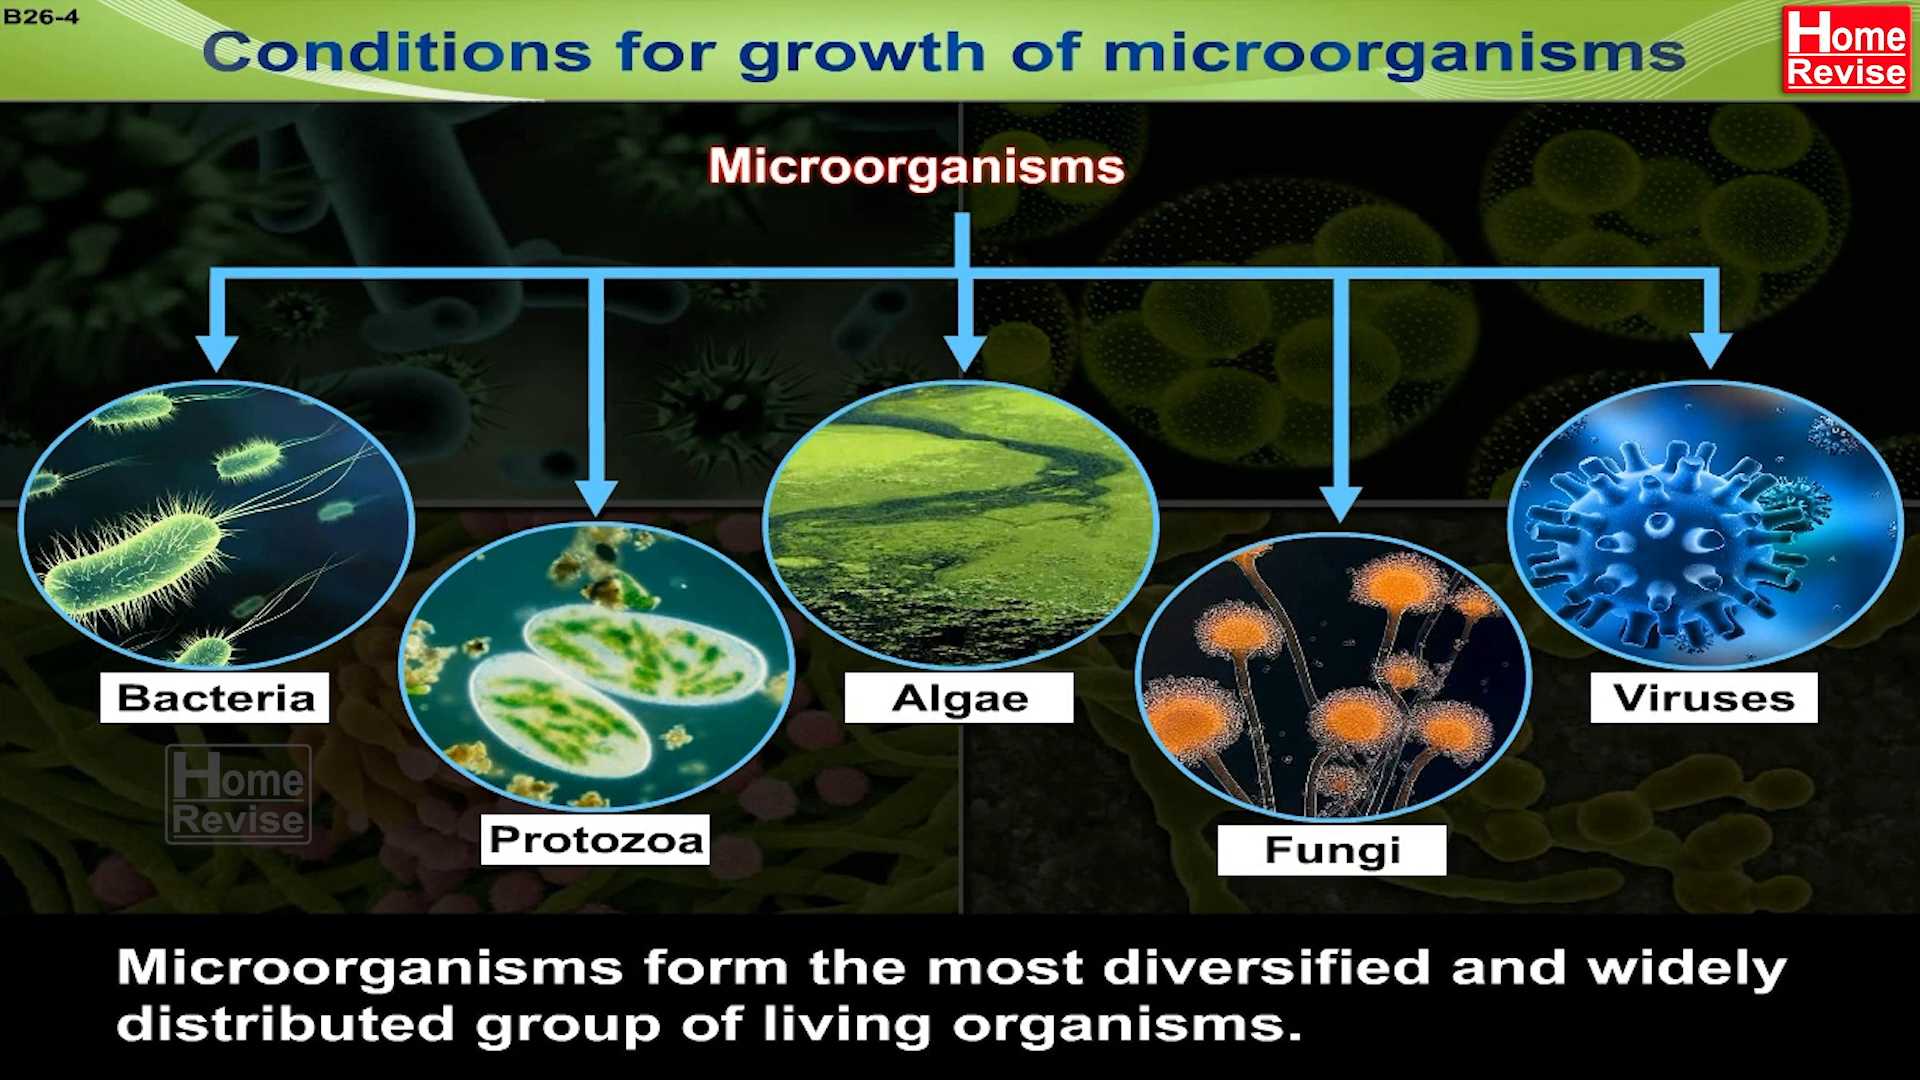 B26-4
Conditions for growth of microorganisms
Home
Revise
Microorganisms
Bacteria
Protozoa
Algae
Fungi
Viruses
Home
Revise
Microorganisms form the most diversified and widely
distributed group of living organisms.